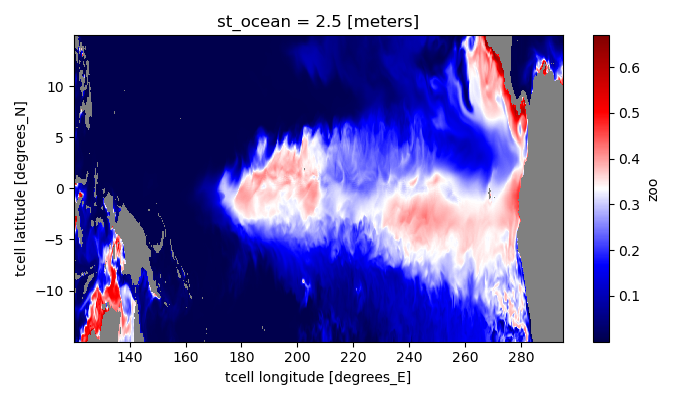 st_ocean = 2.5 [meters]
10
5
0
−5
−10
tcell latitude [degrees_N]
140 160 180 200 220 240 260 280
tcell longitude [degrees_E]
0.6
0.5
0.4
0.3
0.2
0.1
zoo